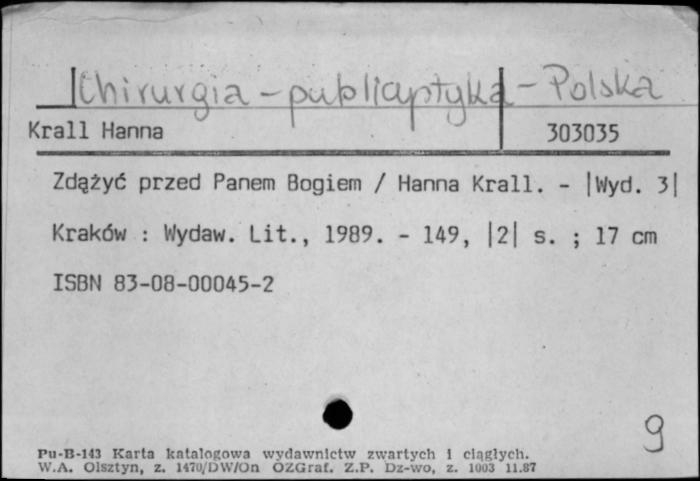 Chirurgia - publicystyka - Polska
Krall Hanna 303035
Zdążyć przed Panem Bogiem / Hanna Krall. - |Wyd. 3|
Kraków : Wydaw. Lit., 1989. - 149, |2| s. ; 17 cm
ISBN 83-08-00045-2
9
Pu-B-143 Karta katalogowa wydawnictw zwartych i ciągłych.
W.A. Olsztyn, z. 1470/DW/On OZGraf. Z.P. Dz-wo, z. 1003 11.87